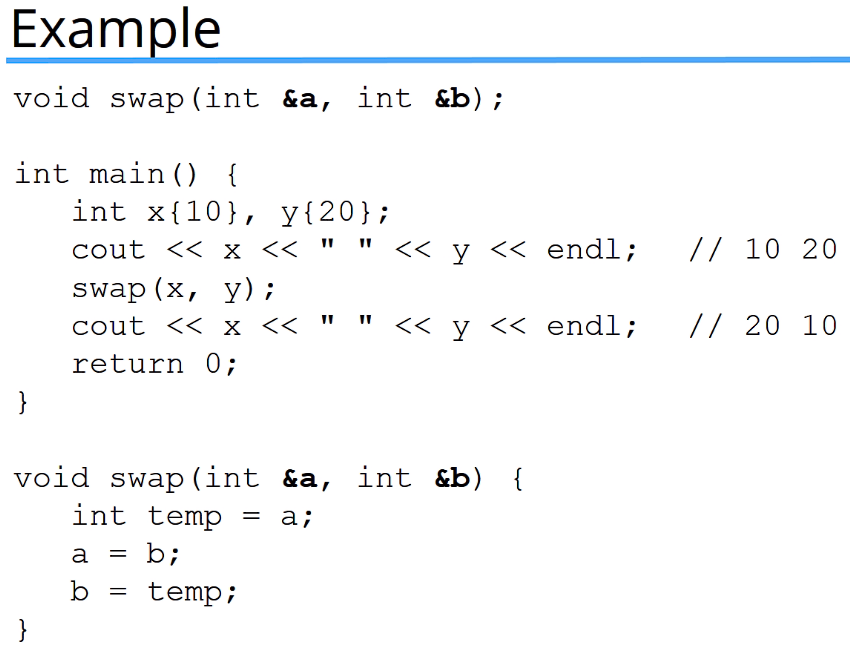 Example
void swap(int &a, int &b);
int main() {
   int x{10}, y{20};
   cout << x << " " << y << endl;   // 10 20
   swap(x, y);
   cout << x << " " << y << endl;   // 20 10
   return 0;
}
void swap(int &a, int &b) {
   int temp = a;
   a = b;
   b = temp;
}